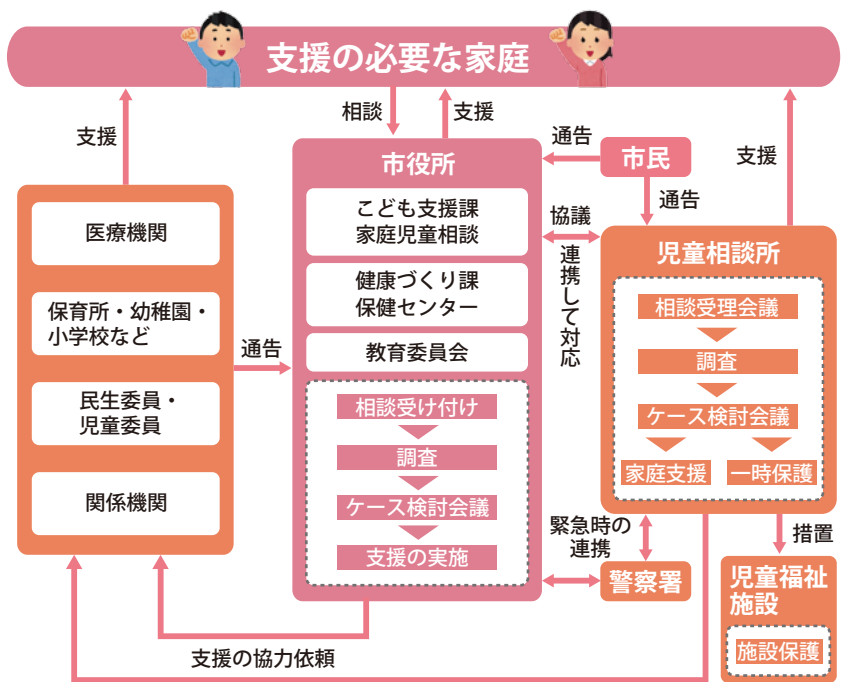 支援の必要な家庭
支援
相談
支援
通告
市民
支援
通告
医療機関
保育所・幼稚園・
小学校など
民生委員・
児童委員
関係機関
通告
市役所
こども支援課
家庭児童相談
健康づくり課
保健センター
教育委員会
相談受け付け
調査
ケース検討会議
支援の実施
協議
連携して対応
児童相談所
相談受理会議
調査
ケース検討会議
家庭支援
一時保護
緊急時の
連携
警察署
措置
児童福祉
施設
施設保護
支援の協力依頼